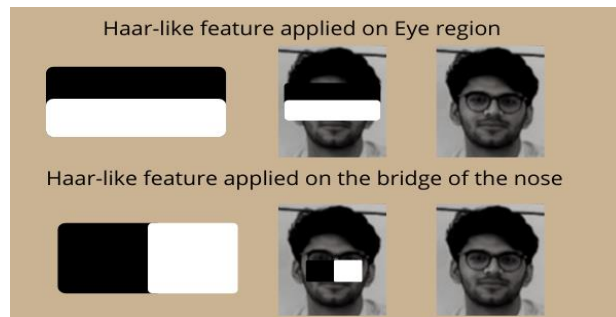 Haar-like feature applied on Eye region
Haar-like feature applied on the bridge of the nose